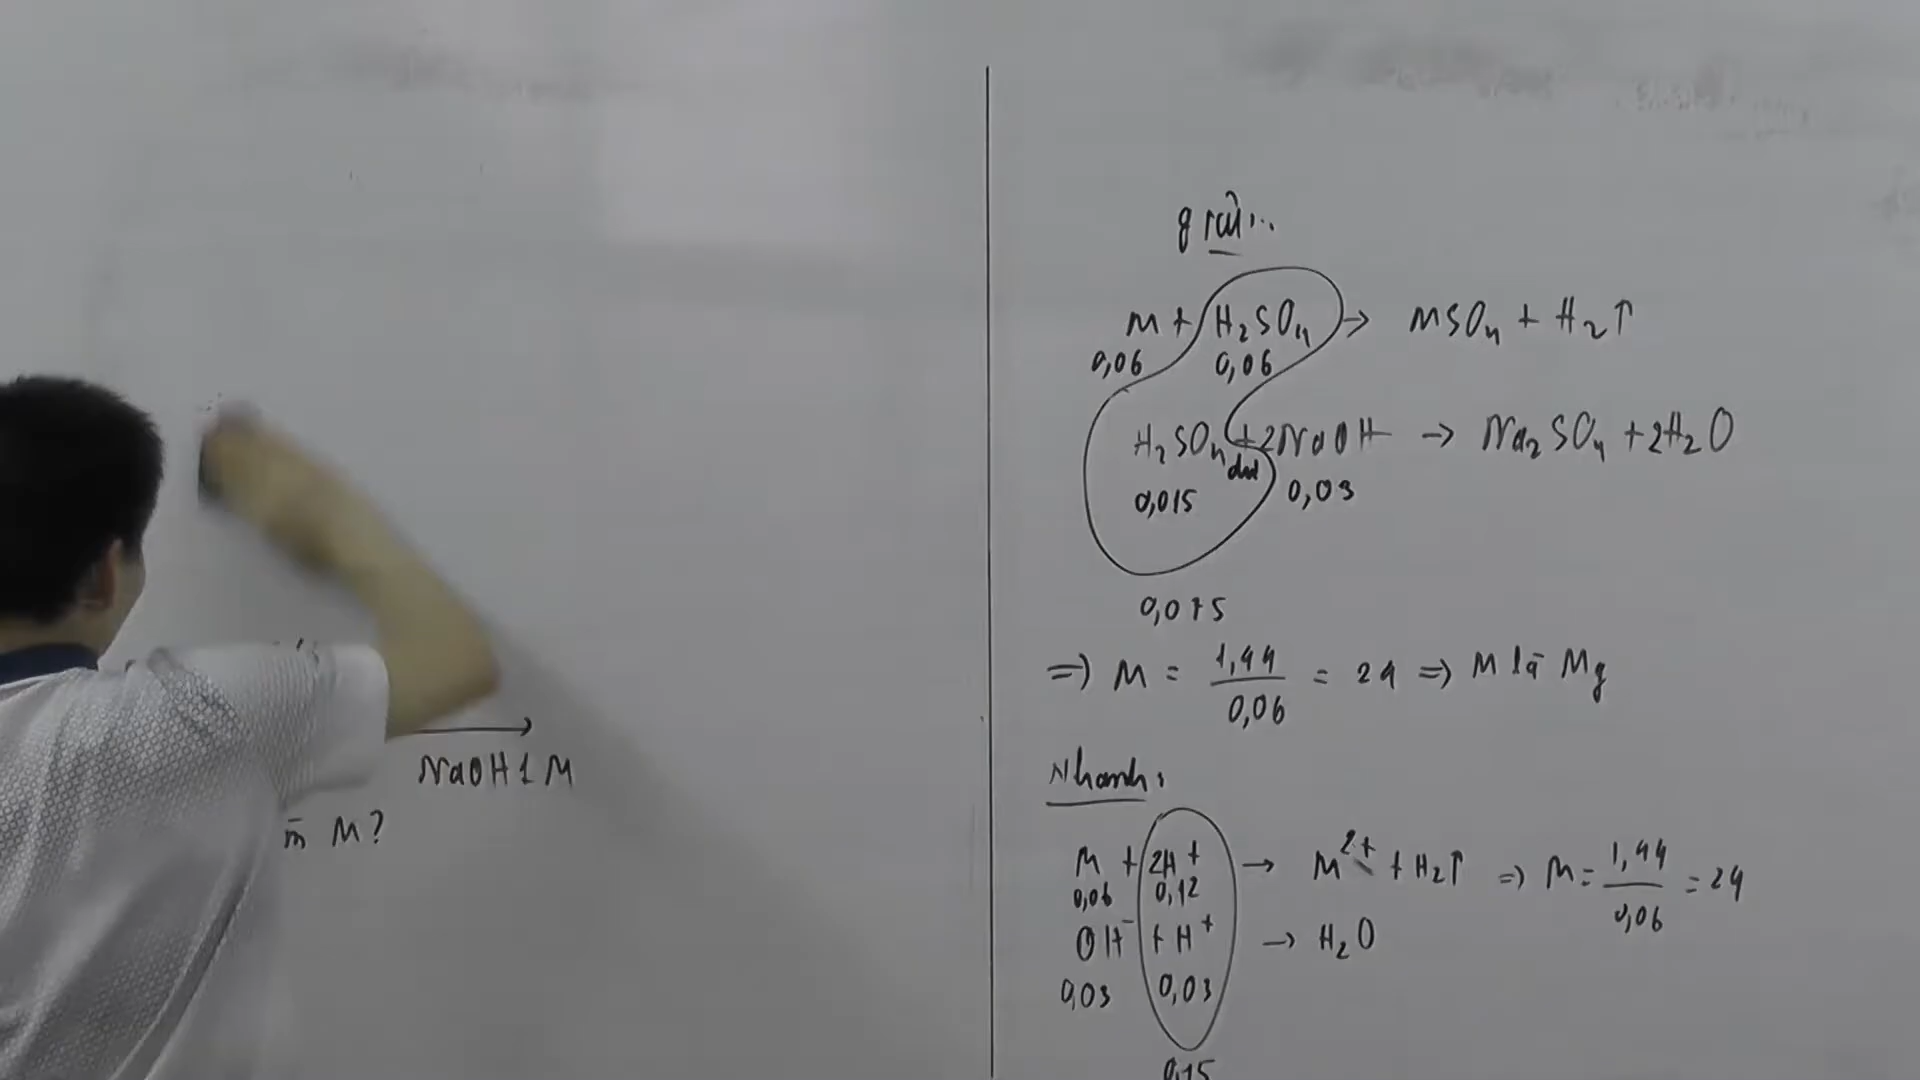 NaOH 1 M
m̄ M?
giải:
M + H₂SO₄ → MSO₄ + H₂↑
0,06 0,06
H₂SO₄ dư + 2NaOH → Na₂SO₄ + 2H₂O
0,015 0,03
0,075
=> M = 1,44 / 0,06 = 24 => M là Mg
Nhanh:
M + 2H⁺ → M²⁺ + H₂↑ => M = 1,44 / 0,06 = 24
0,06 0,12
OH⁻ + H⁺ → H₂O
0,03 0,03
0,15